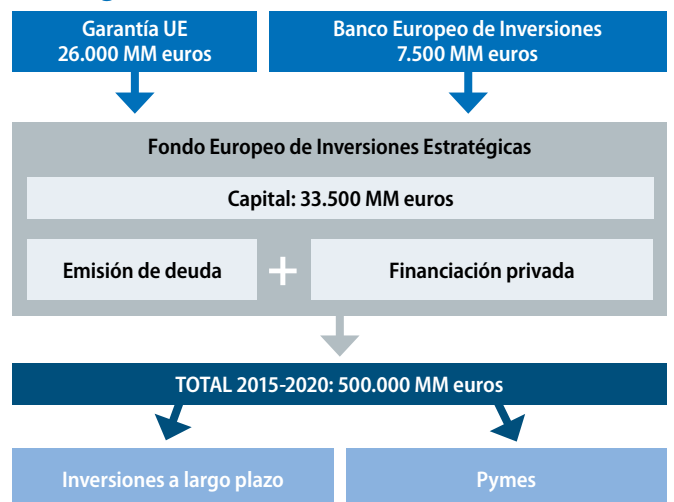 Garantía UE
26.000 MM euros
Banco Europeo de Inversiones
7.500 MM euros
Fondo Europeo de Inversiones Estratégicas
Capital: 33.500 MM euros
Emisión de deuda
+
Financiación privada
TOTAL 2015-2020: 500.000 MM euros
Inversiones a largo plazo
Pymes